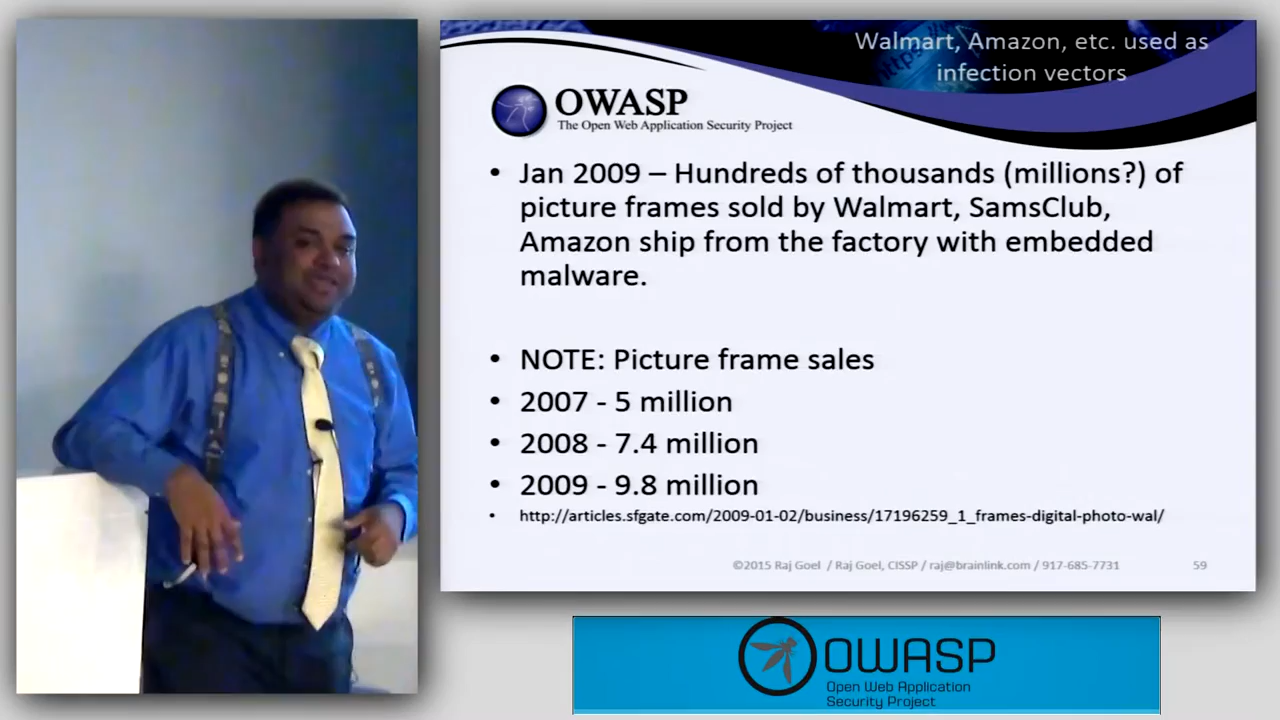 Walmart, Amazon, etc. used as
infection vectors
OWASP
The Open Web Application Security Project
• Jan 2009 – Hundreds of thousands (millions?) of
picture frames sold by Walmart, SamsClub,
Amazon ship from the factory with embedded
malware.
• NOTE: Picture frame sales
• 2007 - 5 million
• 2008 - 7.4 million
• 2009 - 9.8 million
• http://articles.sfgate.com/2009-01-02/business/17196259_1_frames-digital-photo-wal/
©2015 Raj Goel / Raj Goel, CISSP / raj@brainlink.com / 917-685-7731
59
OWASP
Open Web Application
Security Project